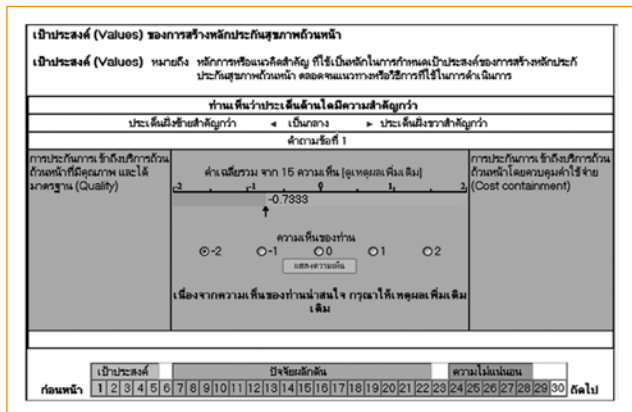 เป้าประสงค์ (Values) ของการสร้างหลักประกันสุขภาพถ้วนหน้า
เป้าประสงค์ (Values) หมายถึง หลักการหรือแนวคิดสำคัญ ที่ใช้เป็นหลักในการกำหนดเป้าประสงค์ของการสร้างหลักประกั
ประกันสุขภาพถ้วนหน้า ตลอดจนแนวทางหรือวิธีการที่ใช้ในการดำเนินการ
ท่านเห็นว่าประเด็นด้านใดมีความสำคัญกว่า
ประเด็นฝั่งซ้ายสำคัญกว่า ◄ เป็นกลาง ► ประเด็นฝั่งขวาสำคัญกว่า
คำถามข้อที่ 1
การประกันการเข้าถึงบริการถ้วน
ถ้วนหน้าที่มีคุณภาพ และได้
มาตรฐาน (Quality)
ค่าเฉลี่ยรวม จาก 15 ความเห็น [ดูเหตุผลเพิ่มเติม]
-2 -1 0 1 2
-0.7333
ความเห็นของท่าน
-2 -1 0 1 2
แสดงความเห็น
เนื่องจากความเห็นของท่านน่าสนใจ กรุณาให้เหตุผลเพิ่มเติม
เติม
การประกันการเข้าถึงบริการถ้วน
ถ้วนหน้าโดยควบคุมค่าใช้จ่าย
(Cost containment)
เป้าประสงค์ ปัจจัยผลักดัน ความไม่แน่นอน
ก่อนหน้า 1 2 3 4 5 6 7 8 9 10 11 12 13 14 15 16 17 18 19 20 21 22 23 24 25 26 27 28 29 30 ถัดไป